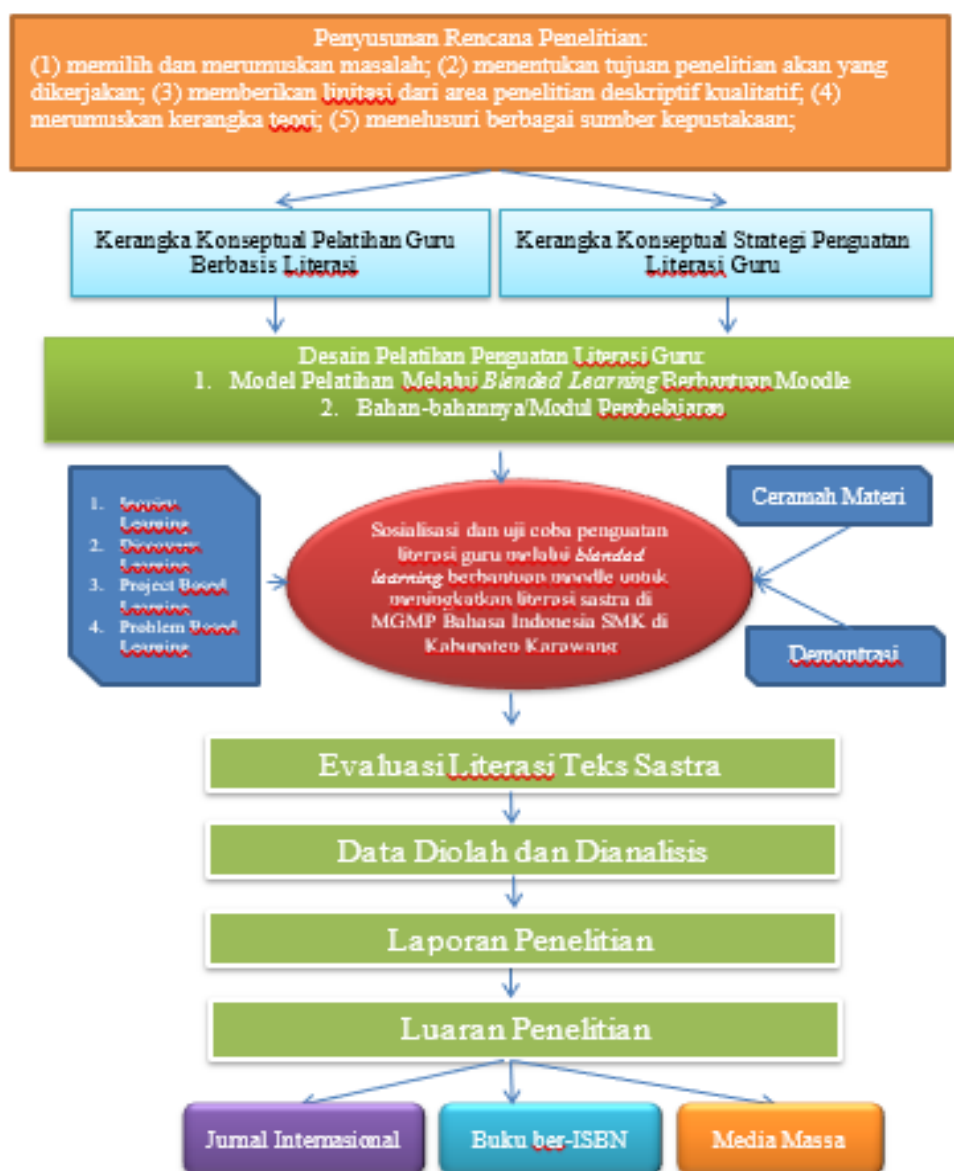 Penyusunan Rencana Penelitian:
(1) memilih dan merumuskan masalah; (2) menentukan tujuan penelitian akan yang
dikerjakan; (3) memberikan limitasi dari area penelitian deskriptif kualitatif; (4)
merumuskan kerangka teori; (5) menelusuri berbagai sumber kepustakaan;
Kerangka Konseptual Pelatihan Guru
Berbasis Literasi
Kerangka Konseptual Strategi Penguatan
Literasi Guru
Desain Pelatihan Penguatan Literasi Guru:
1. Model Pelatihan Melalui Blended Learning Berbantuan Moodle
2. Bahan-bahannya/Modul Pembelajaran
1. Inquiry
Learning
2. Discovery
Learning
3. Project Based
Learning
4. Problem Based
Learning
Sosialisasi dan uji coba penguatan
literasi guru melalui blended
learning berbantuan moodle untuk
meningkatkan literasi sastra di
MGMP Bahasa Indonesia SMK di
Kabupaten Karawang
Ceramah Materi
Demontrasi
Evaluasi Literasi Teks Sastra
Data Diolah dan Dianalisis
Laporan Penelitian
Luaran Penelitian
Jurnal Internasional
Buku ber-ISBN
Media Massa